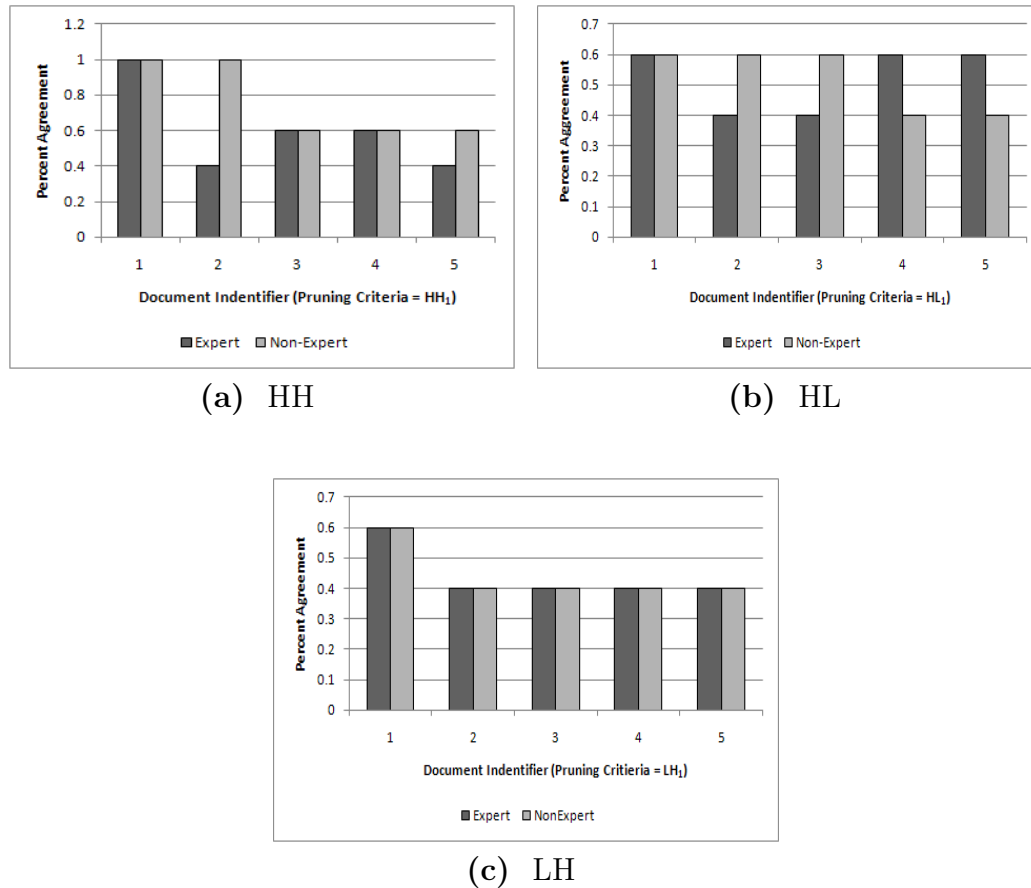 1.2
1
0.8
0.6
0.4
0.2
0
Percent Agreement
1 2 3 4 5
Document Indentifier (Pruning Criteria = HH₁)
Expert Non-Expert
(a) HH
0.7
0.6
0.5
0.4
0.3
0.2
0.1
0
Percent Aggreement
1 2 3 4 5
Document Indentifier (Pruning Criteria = HL₁)
Expert Non-Expert
(b) HL
0.7
0.6
0.5
0.4
0.3
0.2
0.1
0
Percent Agreement
1 2 3 4 5
Document Indentifier (Pruning Critieria = LH₁)
Expert NonExpert
(c) LH